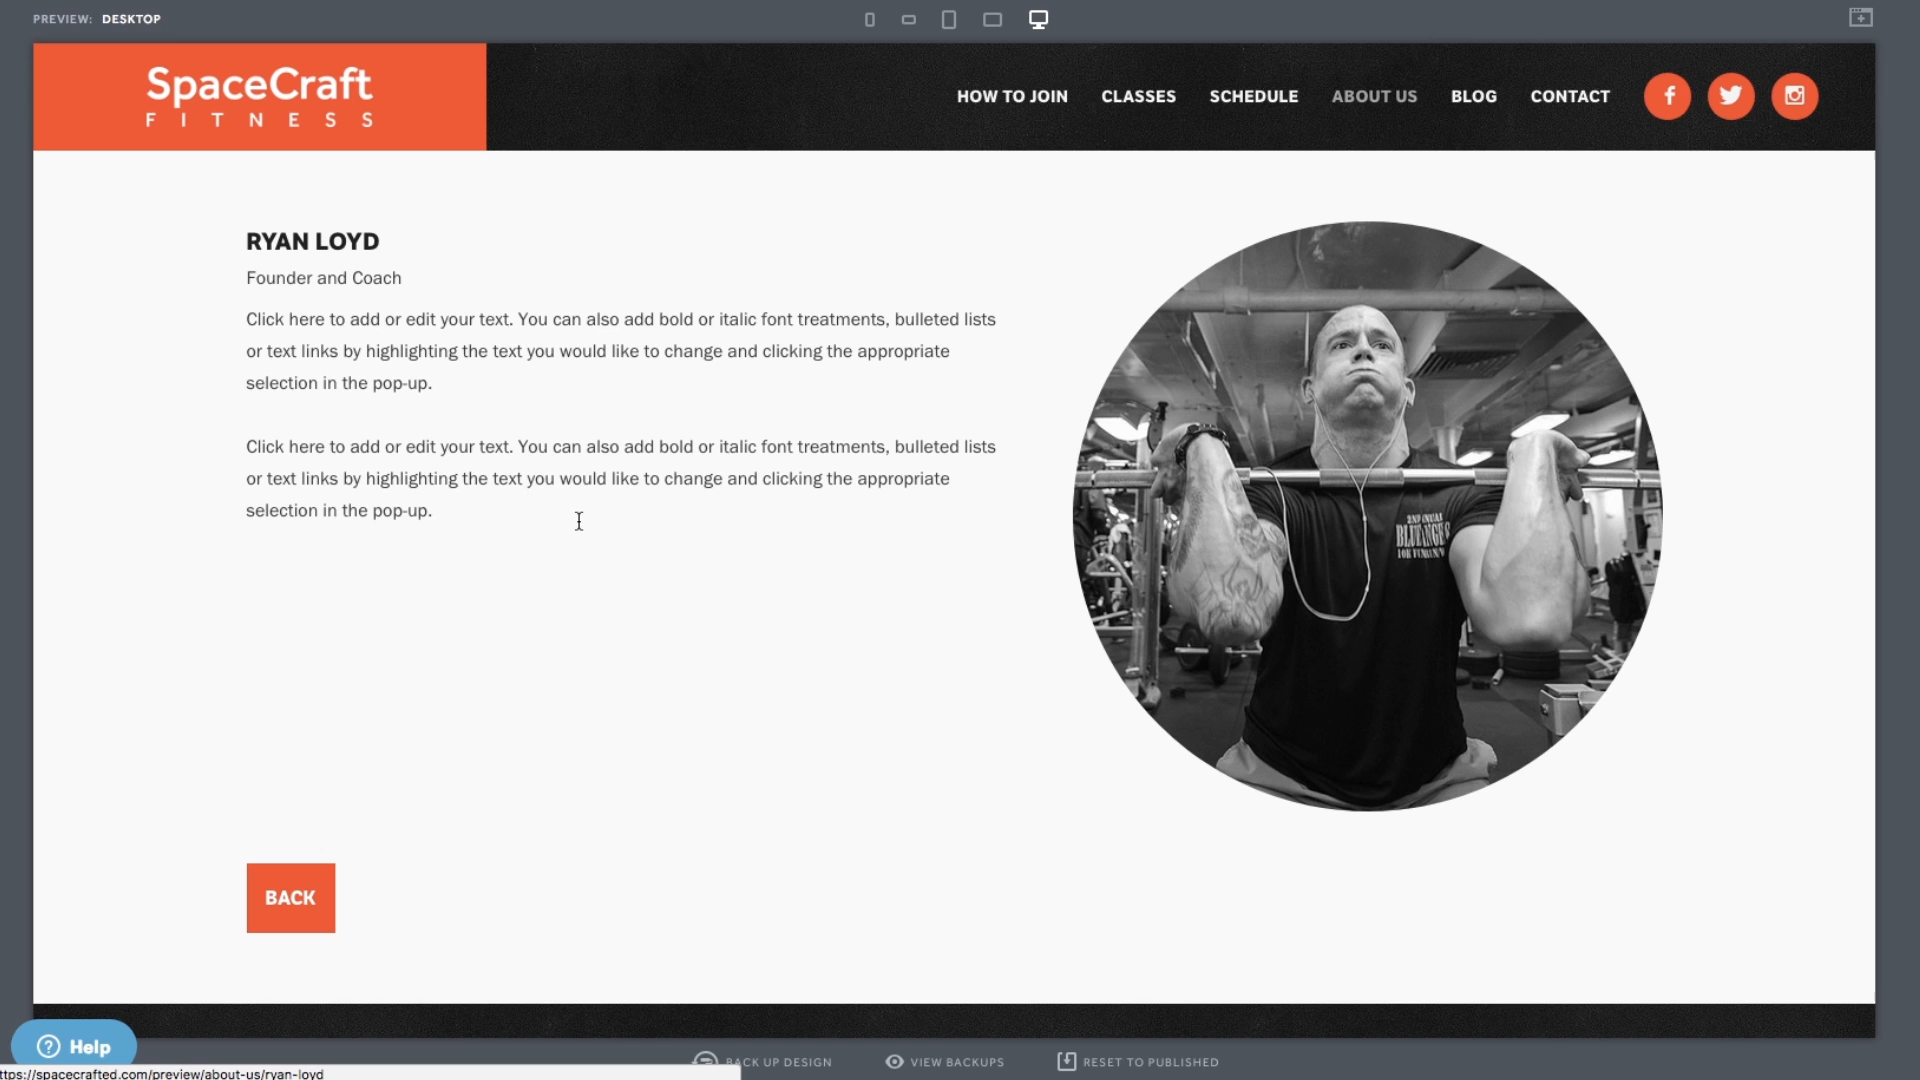 PREVIEW: DESKTOP
SpaceCraft
FITNESS
HOW TO JOIN CLASSES SCHEDULE ABOUT US BLOG CONTACT
RYAN LOYD
Founder and Coach
Click here to add or edit your text. You can also add bold or italic font treatments, bulleted lists
or text links by highlighting the text you would like to change and clicking the appropriate
selection in the pop-up.
Click here to add or edit your text. You can also add bold or italic font treatments, bulleted lists
or text links by highlighting the text you would like to change and clicking the appropriate
selection in the pop-up.
BACK
Help
BACK UP DESIGN VIEW BACKUPS RESET TO PUBLISHED
ttps://spacecrafted.com/preview/about-us/ryan-loyd